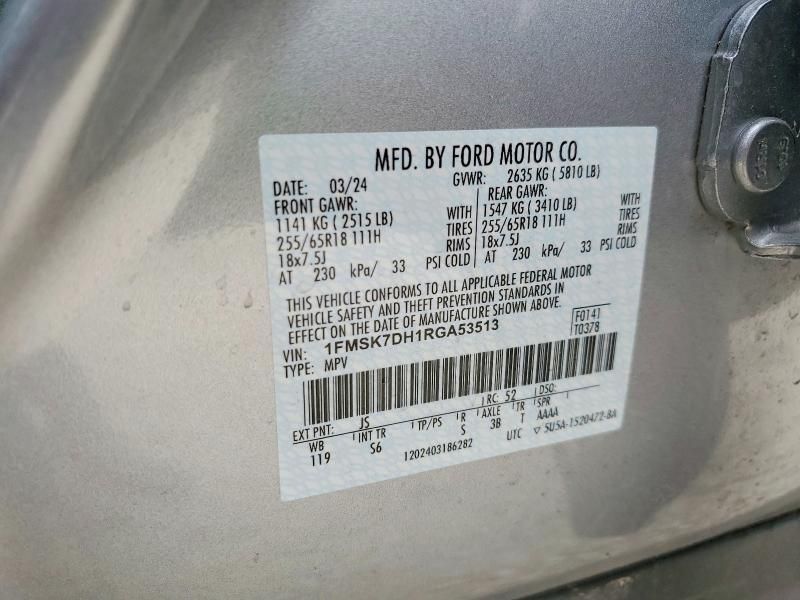 MFD. BY FORD MOTOR CO.
DATE: 03/24 GVWR: 2635 KG ( 5810 LB)
FRONT GAWR: REAR GAWR:
1141 KG ( 2515 LB) WITH 1547 KG ( 3410 LB) WITH
255/65R18 111H TIRES 255/65R18 111H TIRES
18x7.5J RIMS 18x7.5J RIMS
AT 230 kPa/ 33 PSI COLD AT 230 kPa/ 33 PSI COLD
THIS VEHICLE CONFORMS TO ALL APPLICABLE FEDERAL MOTOR
VEHICLE SAFETY AND THEFT PREVENTION STANDARDS IN
EFFECT ON THE DATE OF MANUFACTURE SHOWN ABOVE.
VIN: 1FMSK7DH1RGA53513 F0141
TYPE: MPV T0378
EXT PNT: JS RC: 52 DSO:
WB INT TR TP/PS R AXLE TR SPR
119 S6 S 3B T AAAA
1202403186282 UTC ▽ 5U5A-1520472-BA